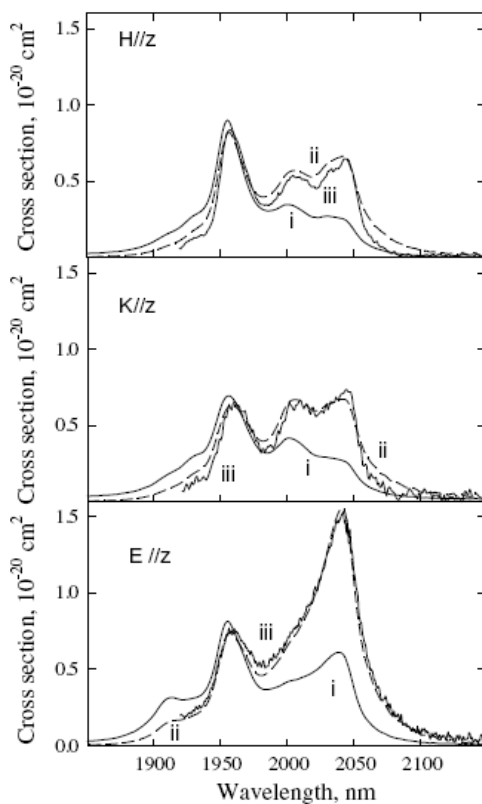 1.5
H//z
Cross section, 10⁻²⁰ cm²
1.0
ii
0.5
iii
i
1.5
K//z
Cross section, 10⁻²⁰ cm²
1.0
0.5
ii
iii
i
1.5
E //z
Cross section, 10⁻²⁰ cm²
1.0
iii
0.5
i
ii
0.0
1900 1950 2000 2050 2100
Wavelength, nm